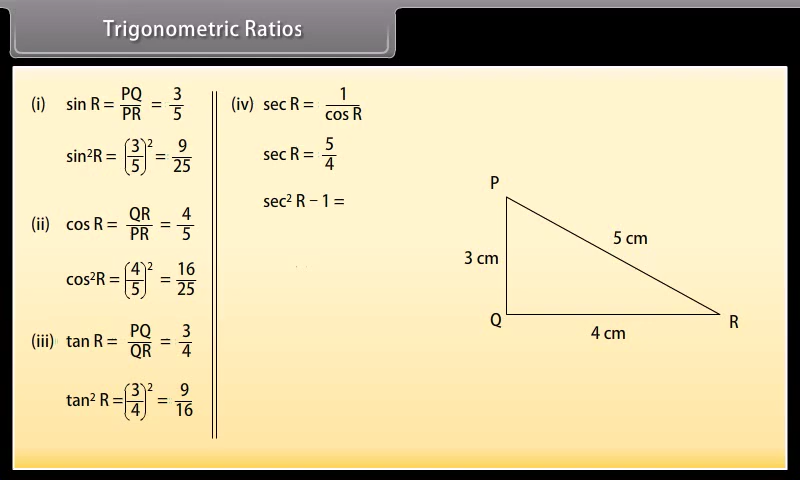 Trigonometric Ratios
(i) sin R = PQ/PR = 3/5
sin²R = (3/5)² = 9/25
(ii) cos R = QR/PR = 4/5
cos²R = (4/5)² = 16/25
(iii) tan R = PQ/QR = 3/4
tan² R = (3/4)² = 9/16
(iv) sec R = 1/cos R
sec R = 5/4
sec² R − 1 =
P
5 cm
3 cm
Q
R
4 cm